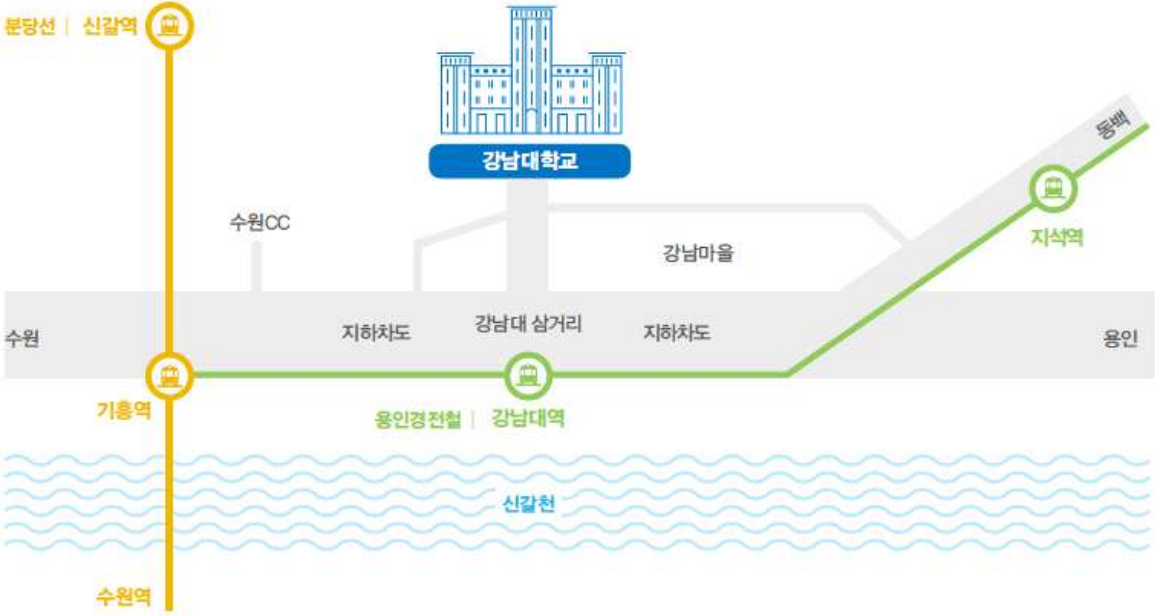 분당선 | 신갈역
강남대학교
동백
수원CC
지석역
강남마을
수원
지하차도
강남대 삼거리
지하차도
용인
기흥역
용인경전철 | 강남대역
신갈천
수원역